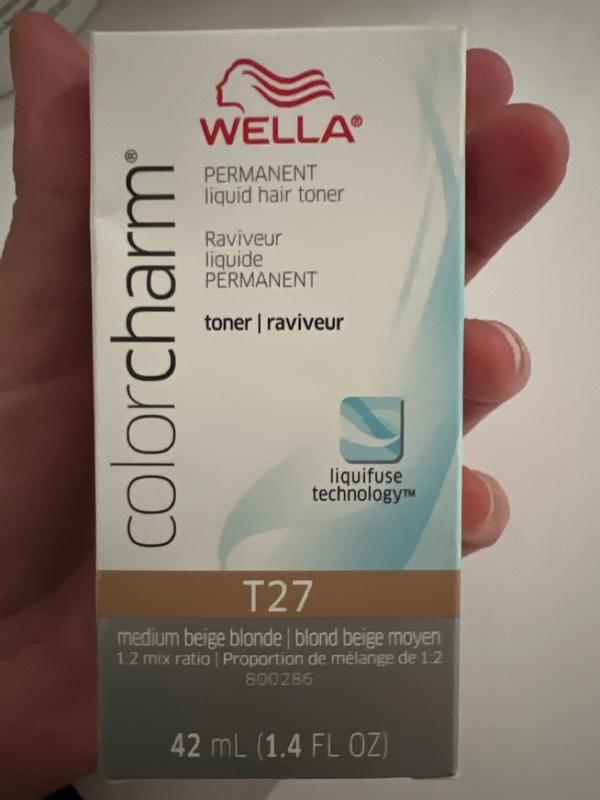 WELLA®
PERMANENT
liquid hair toner
Raviveur
liquide
PERMANENT
toner | raviveur
colorcharm®
liquifuse
technology™
T27
medium beige blonde | blond beige moyen
1:2 mix ratio | Proportion de mélange de 1:2
800286
42 mL (1.4 FL OZ)